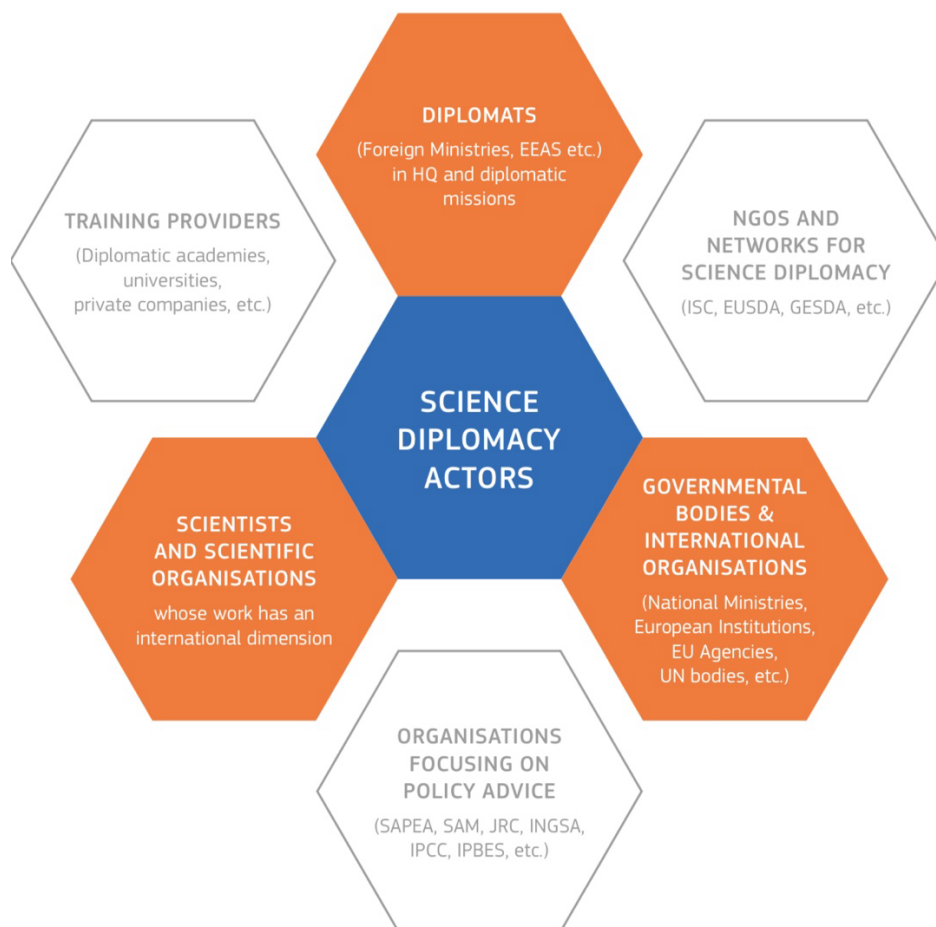 DIPLOMATS
(Foreign Ministries, EEAS etc.)
in HQ and diplomatic
missions
TRAINING PROVIDERS
(Diplomatic academies,
universities,
private companies, etc.)
NGOS AND
NETWORKS FOR
SCIENCE DIPLOMACY
(ISC, EUSDA, GESDA, etc.)
SCIENCE
DIPLOMACY
ACTORS
SCIENTISTS
AND SCIENTIFIC
ORGANISATIONS
whose work has an
international dimension
GOVERNMENTAL
BODIES &
INTERNATIONAL
ORGANISATIONS
(National Ministries,
European Institutions,
EU Agencies,
UN bodies, etc.)
ORGANISATIONS
FOCUSING ON
POLICY ADVICE
(SAPEA, SAM, JRC, INGSA,
IPCC, IPBES, etc.)